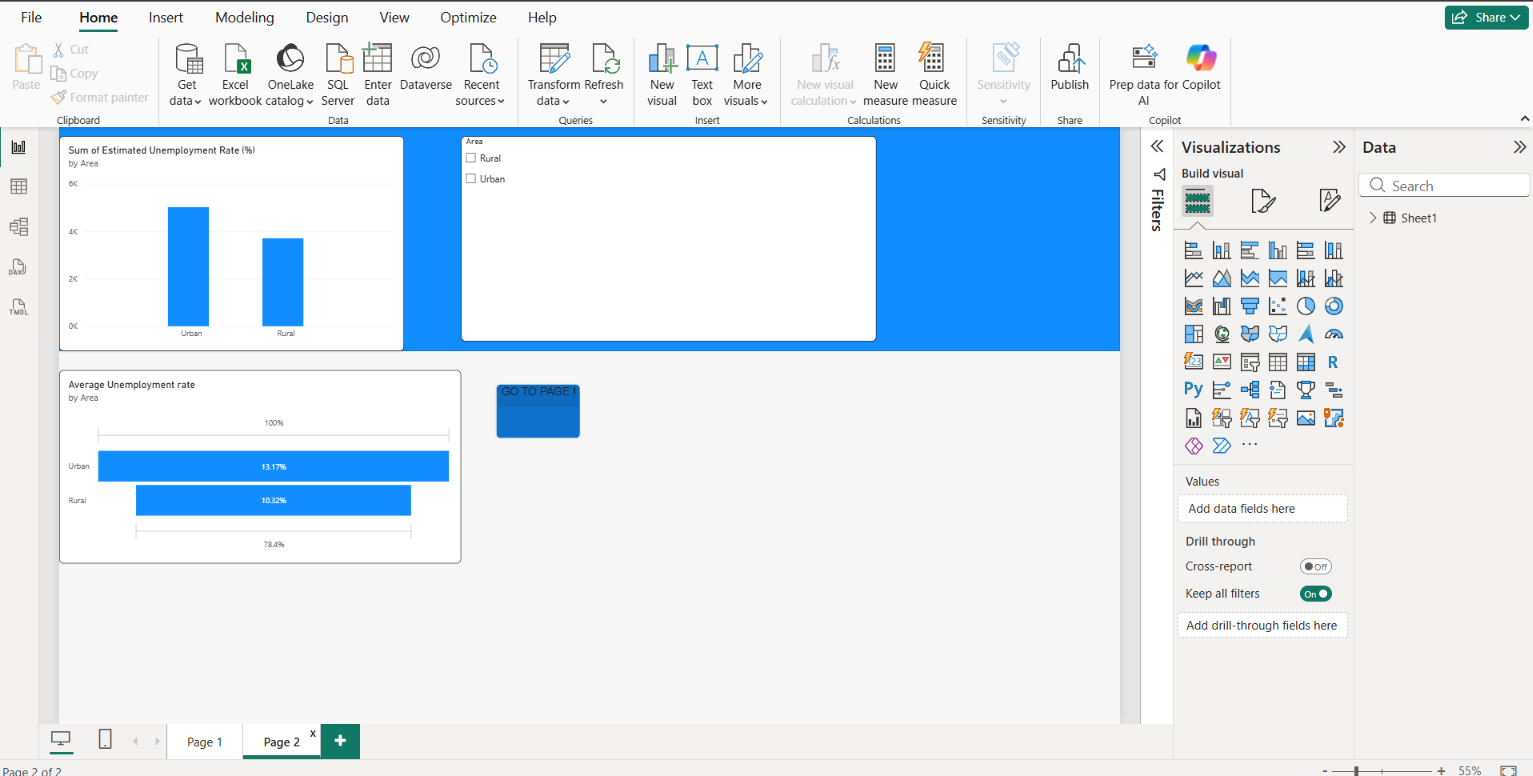 File Home Insert Modeling Design View Optimize Help Share
Paste
Cut
Copy
Format painter
Clipboard
Get data
Excel workbook
OneLake catalog
SQL Server
Enter data
Dataverse
Recent sources
Data
Transform data
Refresh
Queries
New visual
Text box
More visuals
Insert
New visual calculation
New measure
Quick measure
Calculations
Sensitivity
Sensitivity
Publish
Share
Prep data for AI
Copilot
Copilot
DAX
TMDL
Sum of Estimated Unemployment Rate (%)
by Area
6K
4K
2K
0K
Urban Rural
Area
Rural
Urban
Average Unemployment rate
by Area
100%
Urban 13.17%
Rural 10.32%
78.4%
GO TO PAGE 1
Filters
Visualizations
Build visual
123
R
Py
...
Values
Add data fields here
Drill through
Cross-report Off
Keep all filters On
Add drill-through fields here
Data
Search
Sheet1
Page 1 Page 2 x +
Page 2 of 2
- + 55%